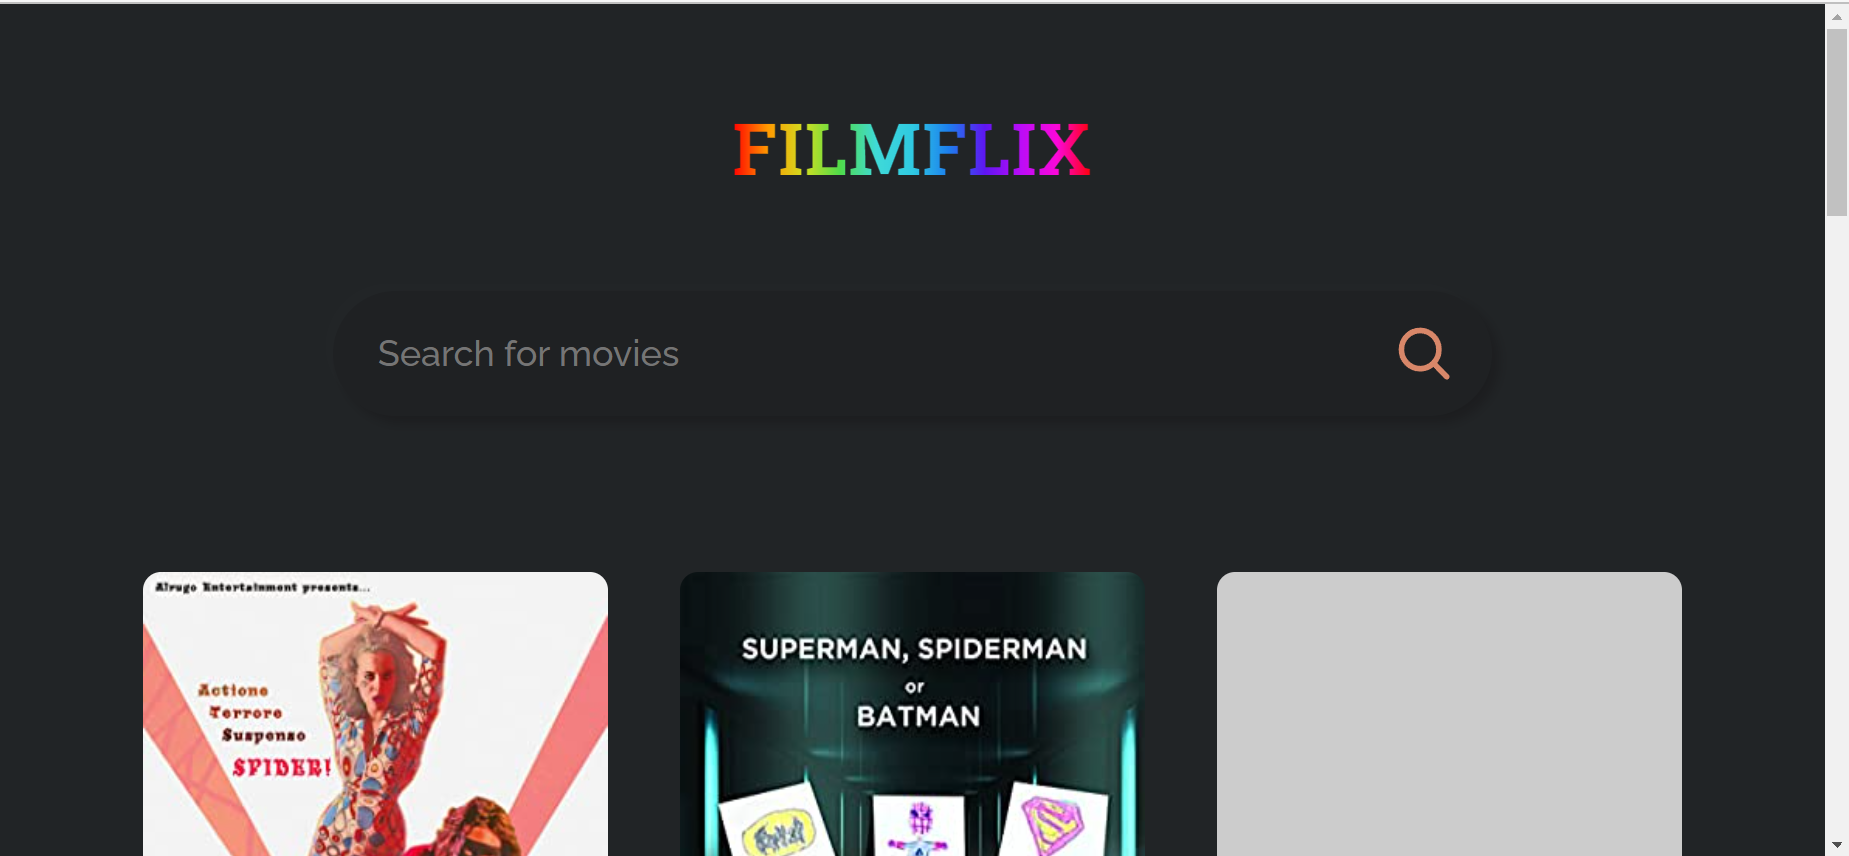 FILMFLIX
Search for movies
Alrugo Entertainment presents...
Actione
Terrore
Suspenso
SPIDER!
SUPERMAN, SPIDERMAN
or
BATMAN